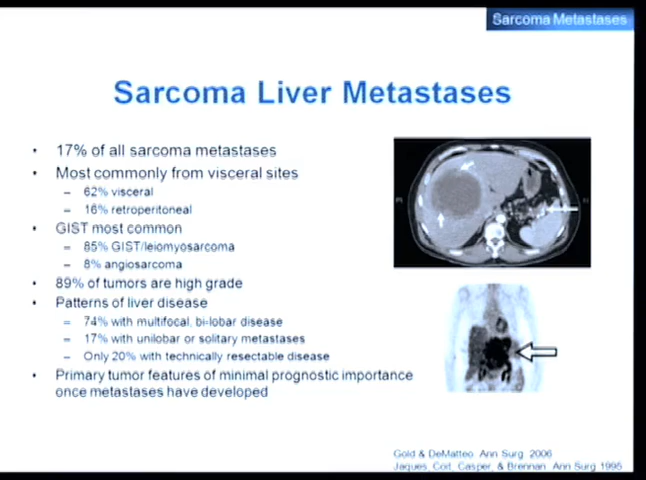 Sarcoma Metastases
Sarcoma Liver Metastases
• 17% of all sarcoma metastases
• Most commonly from visceral sites
– 62% visceral
– 16% retroperitoneal
• GIST most common
– 85% GIST/leiomyosarcoma
– 8% angiosarcoma
• 89% of tumors are high grade
• Patterns of liver disease
– 74% with multifocal, bi-lobar disease
– 17% with unilobar or solitary metastases
– Only 20% with technically resectable disease
• Primary tumor features of minimal prognostic importance
once metastases have developed
Gold & DeMatteo Ann Surg 2006
Jaques, Coit, Casper, & Brennan Ann Surg 1995